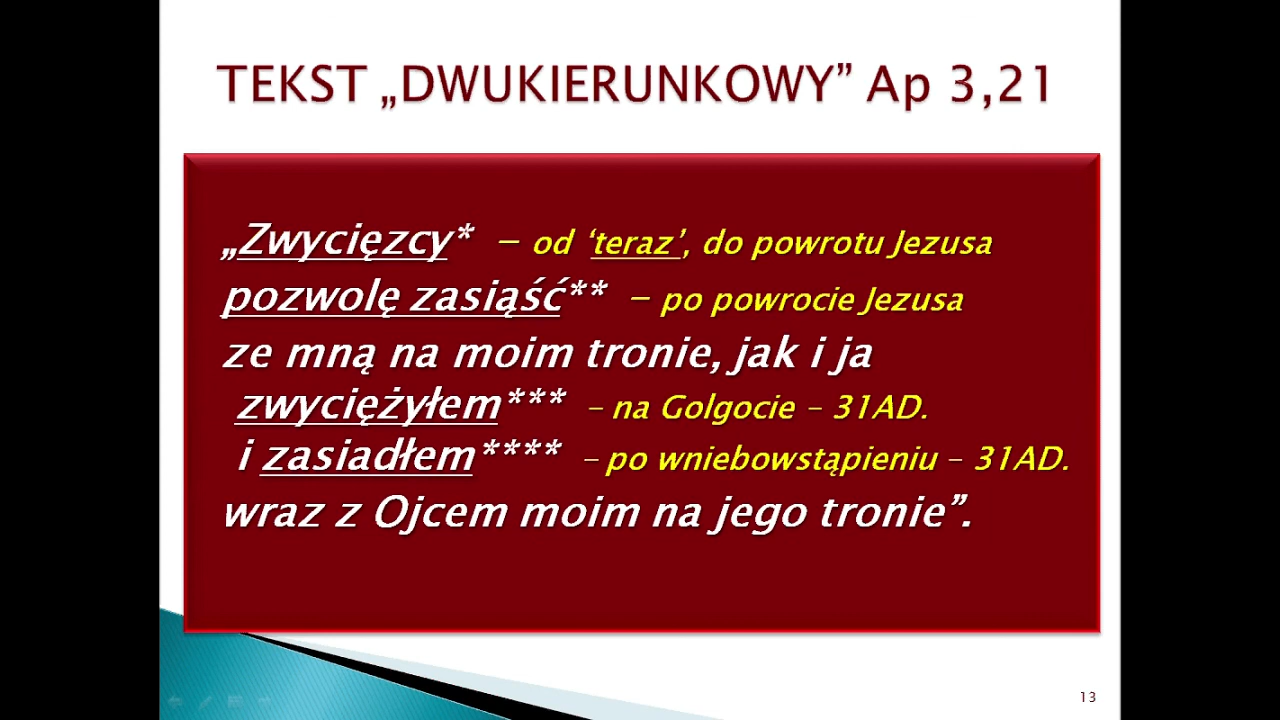 TEKST „DWUKIERUNKOWY” Ap 3,21
„Zwycięzcy* – od ‘teraz’, do powrotu Jezusa
pozwolę zasiąść** – po powrocie Jezusa
ze mną na moim tronie, jak i ja
zwyciężyłem*** – na Golgocie – 31AD.
i zasiadłem**** – po wniebowstąpieniu – 31AD.
wraz z Ojcem moim na jego tronie”.
13